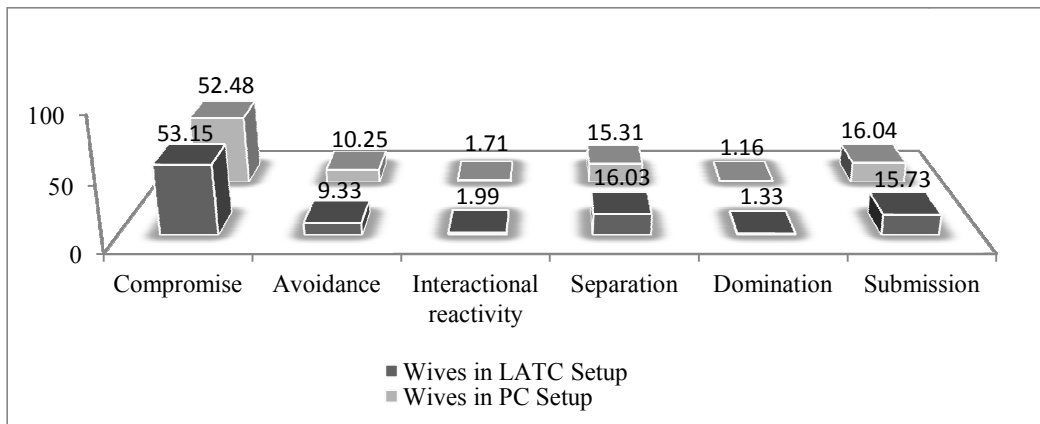 100
50
0
52.48
53.15
10.25
9.33
1.71
1.99
15.31
16.03
1.16
1.33
16.04
15.73
Compromise
Avoidance
Interactional
reactivity
Separation
Domination
Submission
Wives in LATC Setup
Wives in PC Setup